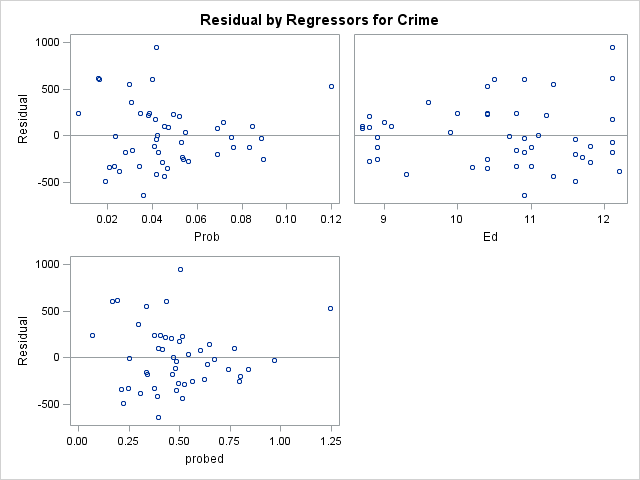 Residual by Regressors for Crime
1000
500
0
-500
Residual
0.02 0.04 0.06 0.08 0.10 0.12
Prob
9 10 11 12
Ed
1000
500
0
-500
Residual
0.00 0.25 0.50 0.75 1.00 1.25
probed